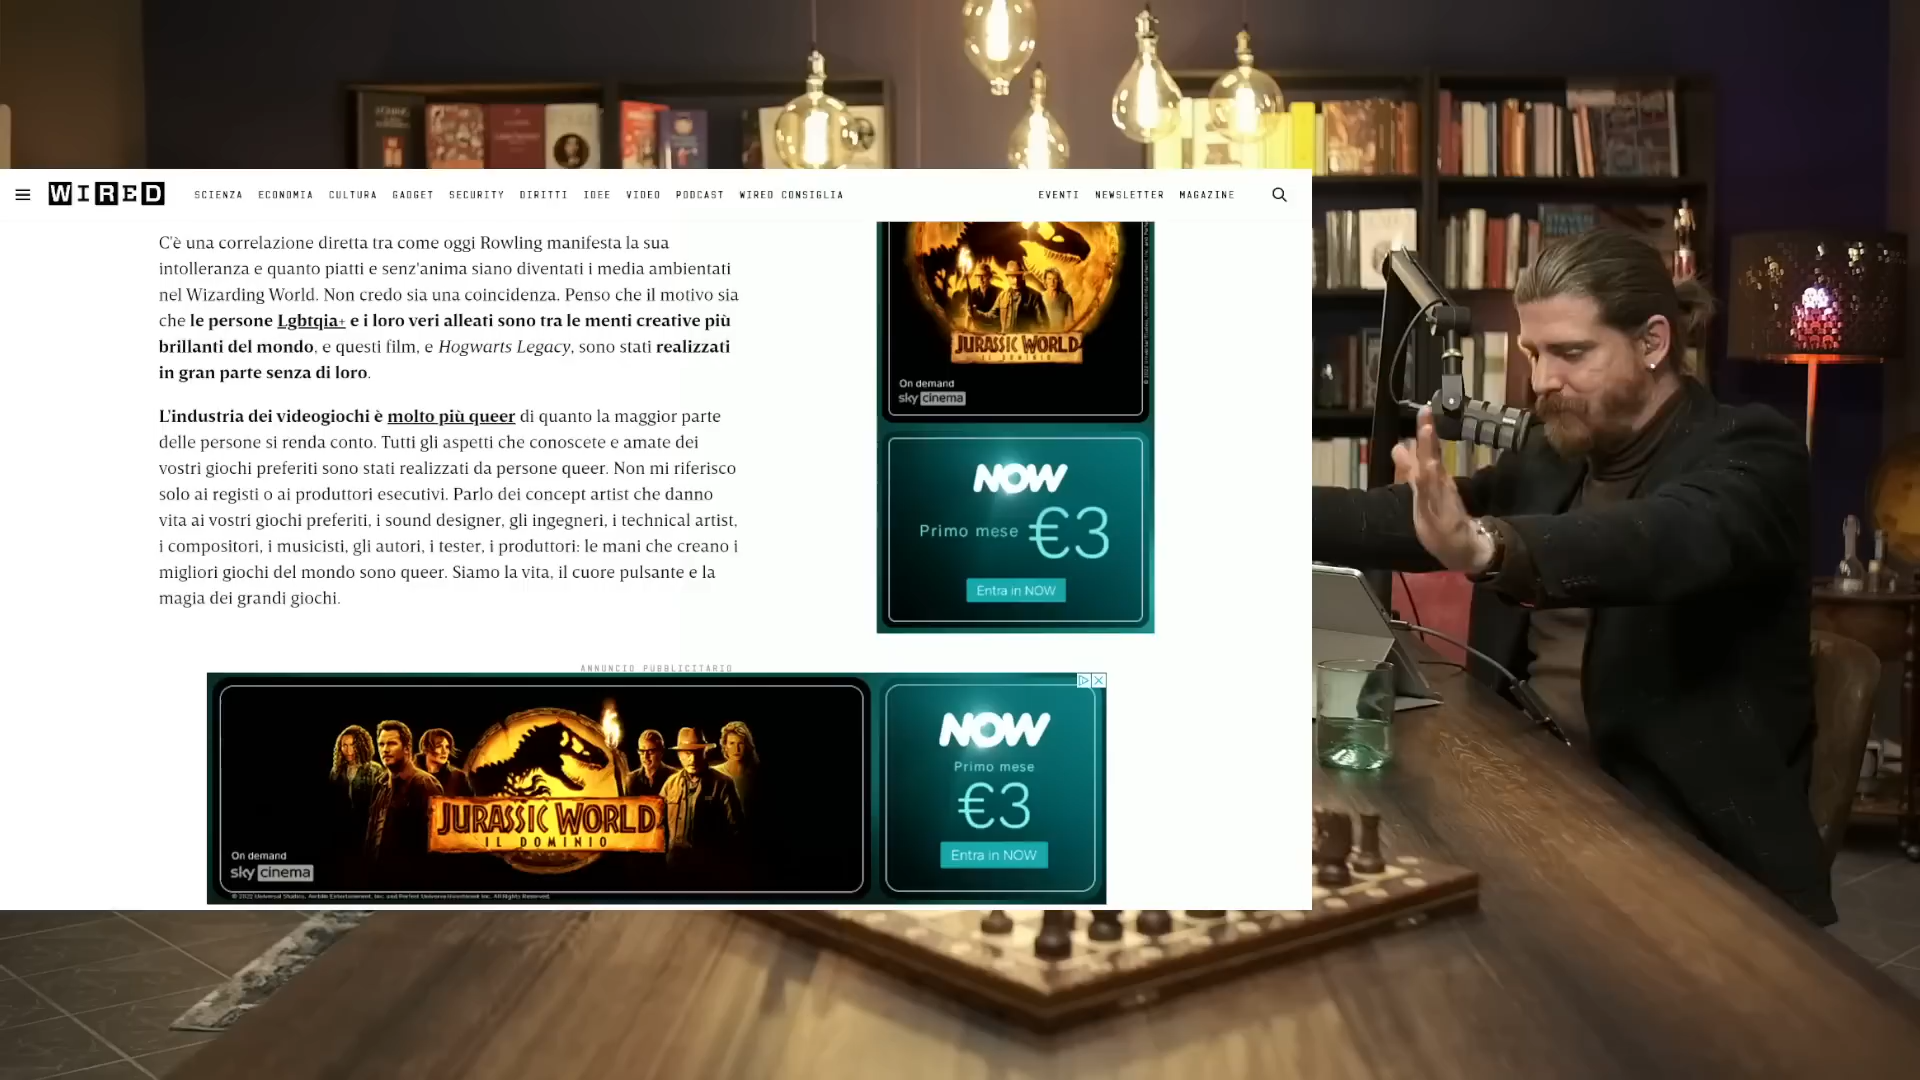 WIRED
SCIENZA ECONOMIA CULTURA GADGET SECURITY DIRITTI IDEE VIDEO PODCAST WIRED CONSIGLIA
EVENTI NEWSLETTER MAGAZINE
C'è una correlazione diretta tra come oggi Rowling manifesta la sua
intolleranza e quanto piatti e senz'anima siano diventati i media ambientati
nel Wizarding World. Non credo sia una coincidenza. Penso che il motivo sia
che le persone Lgbtqia+ e i loro veri alleati sono tra le menti creative più
brillanti del mondo, e questi film, e Hogwarts Legacy, sono stati realizzati
in gran parte senza di loro.
L'industria dei videogiochi è molto più queer di quanto la maggior parte
delle persone si renda conto. Tutti gli aspetti che conoscete e amate dei
vostri giochi preferiti sono stati realizzati da persone queer. Non mi riferisco
solo ai registi o ai produttori esecutivi. Parlo dei concept artist che danno
vita ai vostri giochi preferiti, i sound designer, gli ingegneri, i technical artist,
i compositori, i musicisti, gli autori, i tester, i produttori: le mani che creano i
migliori giochi del mondo sono queer. Siamo la vita, il cuore pulsante e la
magia dei grandi giochi.
JURASSIC WORLD
IL DOMINIO
On demand
sky cinema
NOW
Primo mese €3
Entra in NOW
ANNUNCIO PUBBLICITARIO
JURASSIC WORLD
IL DOMINIO
On demand
sky cinema
NOW
Primo mese
€3
Entra in NOW